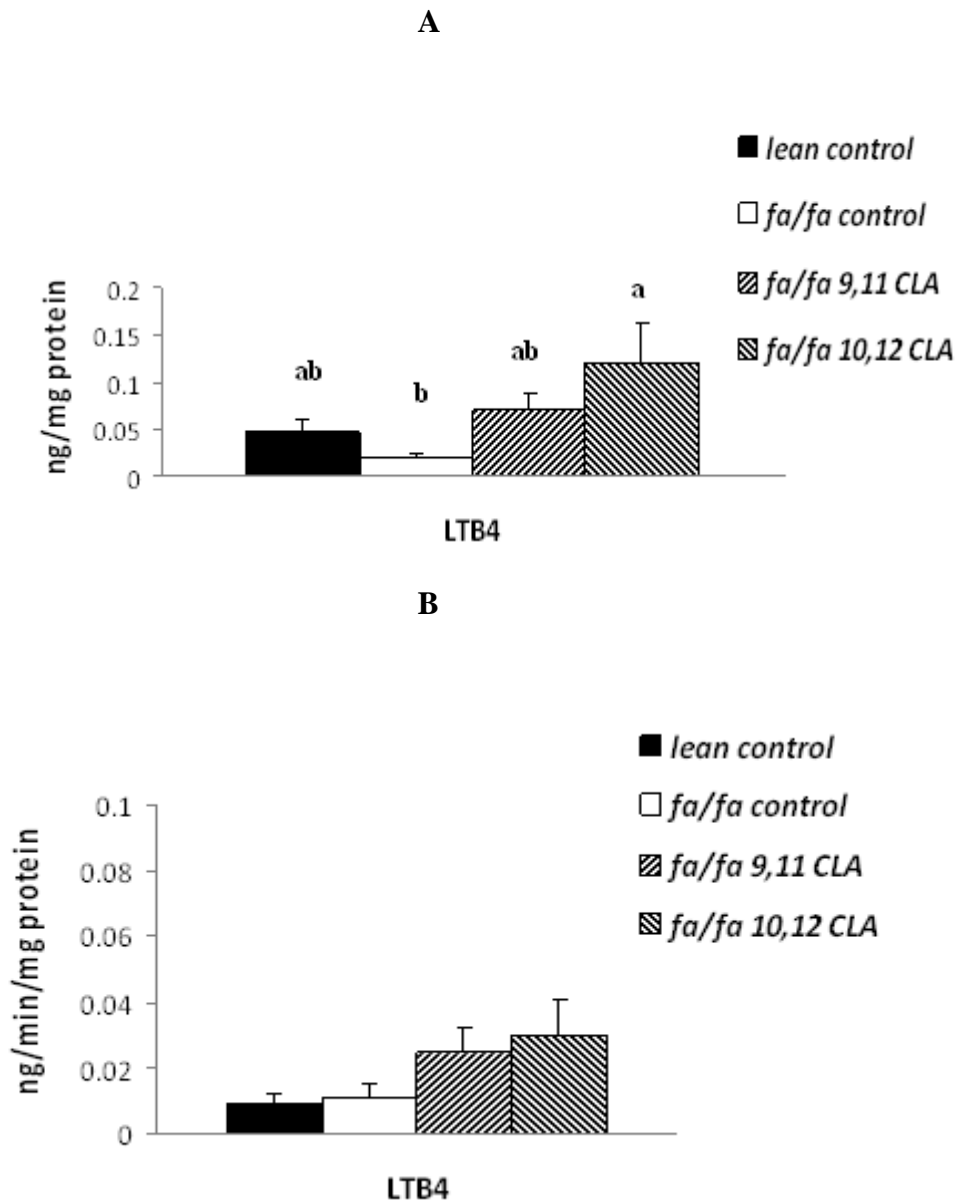 A
lean control
fa/fa control
fa/fa 9,11 CLA
fa/fa 10,12 CLA
ng/mg protein
0.2
0.15
0.1
0.05
0
ab
b
ab
a
LTB4
B
lean control
fa/fa control
fa/fa 9,11 CLA
fa/fa 10,12 CLA
ng/min/mg protein
0.1
0.08
0.06
0.04
0.02
0
LTB4